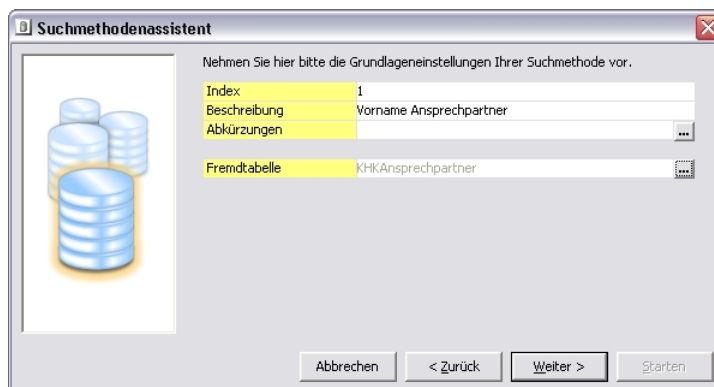 Suchmethodenassistent
Nehmen Sie hier bitte die Grundlageneinstellungen Ihrer Suchmethode vor.
Index 1
Beschreibung Vorname Ansprechpartner
Abkürzungen ...
Fremdtabelle KHKAnsprechpartner ...
Abbrechen < Zurück Weiter > Starten